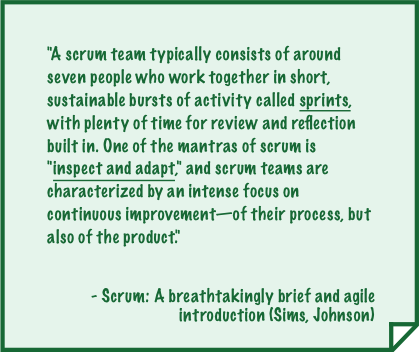 "A scrum team typically consists of around
seven people who work together in short,
sustainable bursts of activity called sprints,
with plenty of time for review and reflection
built in. One of the mantras of scrum is
"inspect and adapt," and scrum teams are
characterized by an intense focus on
continuous improvement—of their process, but
also of the product."
- Scrum: A breathtakingly brief and agile
introduction (Sims, Johnson)